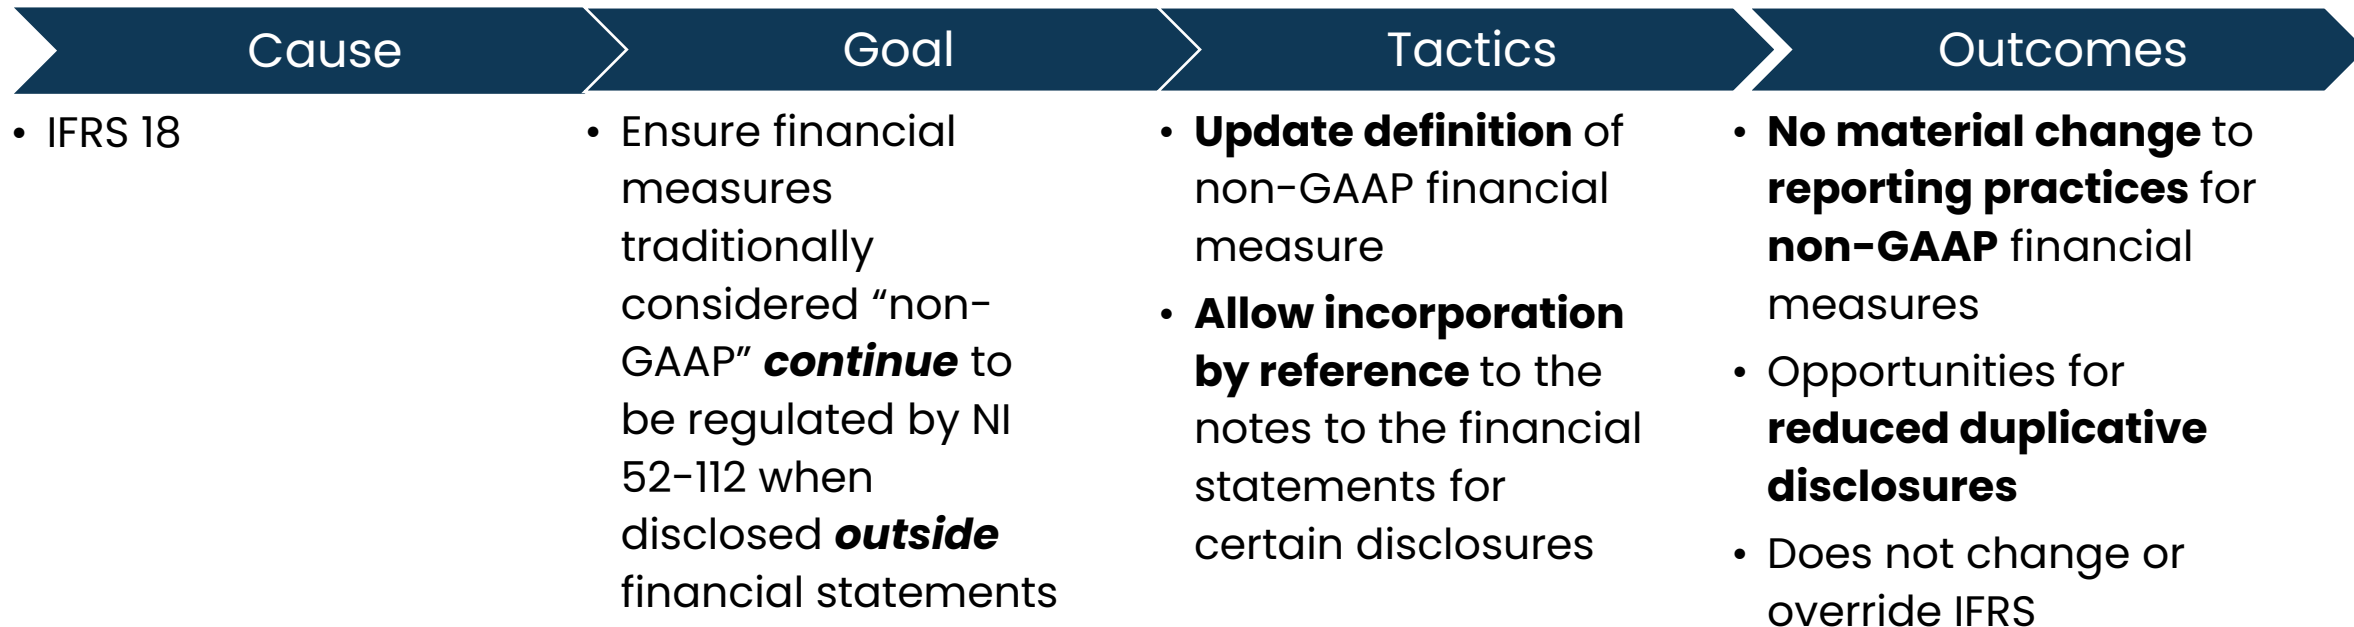 Cause
Goal
Tactics
Outcomes
• IFRS 18
• Ensure financial
measures
traditionally
considered “non-
GAAP” continue to
be regulated by NI
52-112 when
disclosed outside
financial statements
• Update definition of
non-GAAP financial
measure
• Allow incorporation
by reference to the
notes to the financial
statements for
certain disclosures
• No material change to
reporting practices for
non-GAAP financial
measures
• Opportunities for
reduced duplicative
disclosures
• Does not change or
override IFRS